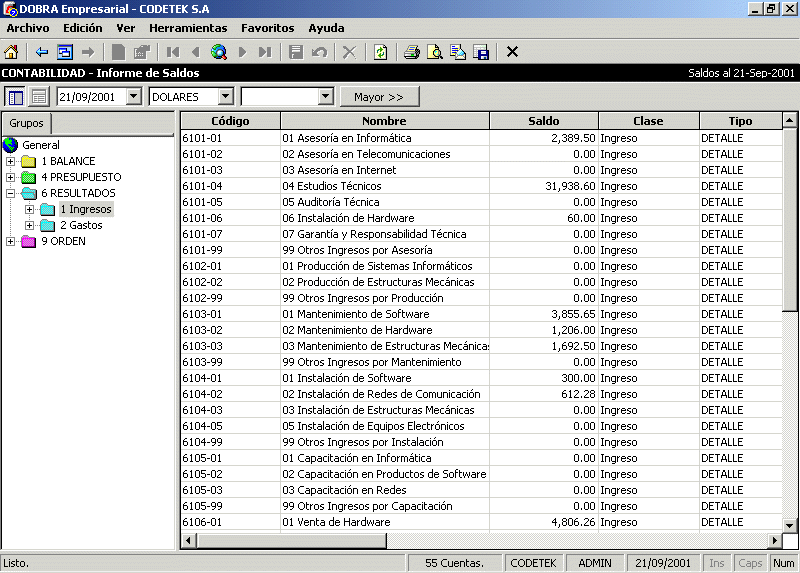 DOBRA Empresarial - CODETEK S.A
Archivo Edición Ver Herramientas Favoritos Ayuda
CONTABILIDAD - Informe de Saldos Saldos al 21-Sep-2001
21/09/2001 DOLARES Mayor >>
Grupos
General
1 BALANCE
4 PRESUPUESTO
6 RESULTADOS
1 Ingresos
2 Gastos
9 ORDEN
Código Nombre Saldo Clase Tipo
6101-01 01 Asesoría en Informática 2,389.50 Ingreso DETALLE
6101-02 02 Asesoría en Telecomunicaciones 0.00 Ingreso DETALLE
6101-03 03 Asesoría en Internet 0.00 Ingreso DETALLE
6101-04 04 Estudios Técnicos 31,938.60 Ingreso DETALLE
6101-05 05 Auditoría Técnica 0.00 Ingreso DETALLE
6101-06 06 Instalación de Hardware 60.00 Ingreso DETALLE
6101-07 07 Garantía y Responsabilidad Técnica 0.00 Ingreso DETALLE
6101-99 99 Otros Ingresos por Asesoría 0.00 Ingreso DETALLE
6102-01 01 Producción de Sistemas Informáticos 0.00 Ingreso DETALLE
6102-02 02 Producción de Estructuras Mecánicas 0.00 Ingreso DETALLE
6102-99 99 Otros Ingresos por Producción 0.00 Ingreso DETALLE
6103-01 01 Mantenimiento de Software 3,855.65 Ingreso DETALLE
6103-02 02 Mantenimiento de Hardware 1,206.00 Ingreso DETALLE
6103-03 03 Mantenimiento de Estructuras Mecánicas 1,692.50 Ingreso DETALLE
6103-99 99 Otros Ingresos por Mantenimiento 0.00 Ingreso DETALLE
6104-01 01 Instalación de Software 300.00 Ingreso DETALLE
6104-02 02 Instalación de Redes de Comunicación 612.28 Ingreso DETALLE
6104-03 03 Instalación de Estructuras Mecánicas 0.00 Ingreso DETALLE
6104-05 05 Instalación de Equipos Electrónicos 0.00 Ingreso DETALLE
6104-99 99 Otros Ingresos por Instalación 0.00 Ingreso DETALLE
6105-01 01 Capacitación en Informática 0.00 Ingreso DETALLE
6105-02 02 Capacitación en Productos de Software 0.00 Ingreso DETALLE
6105-03 03 Capacitación en Redes 0.00 Ingreso DETALLE
6105-99 99 Otros Ingresos por Capacitación 0.00 Ingreso DETALLE
6106-01 01 Venta de Hardware 4,806.26 Ingreso DETALLE
Listo. 55 Cuentas. CODETEK ADMIN 21/09/2001 Ins Caps Num